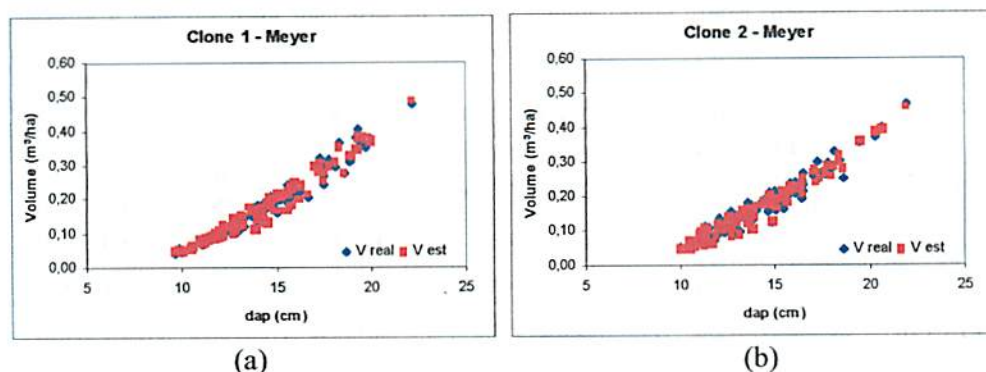 Clone 1 - Meyer
Volume (m³/ha)
0,60
0,50
0,40
0,30
0,20
0,10
0,00
5
10
15
20
25
dap (cm)
V real
V est
(a)
Clone 2 - Meyer
Volume (m³/ha)
0,60
0,50
0,40
0,30
0,20
0,10
0,00
5
10
15
20
25
dap (cm)
V real
V est
(b)